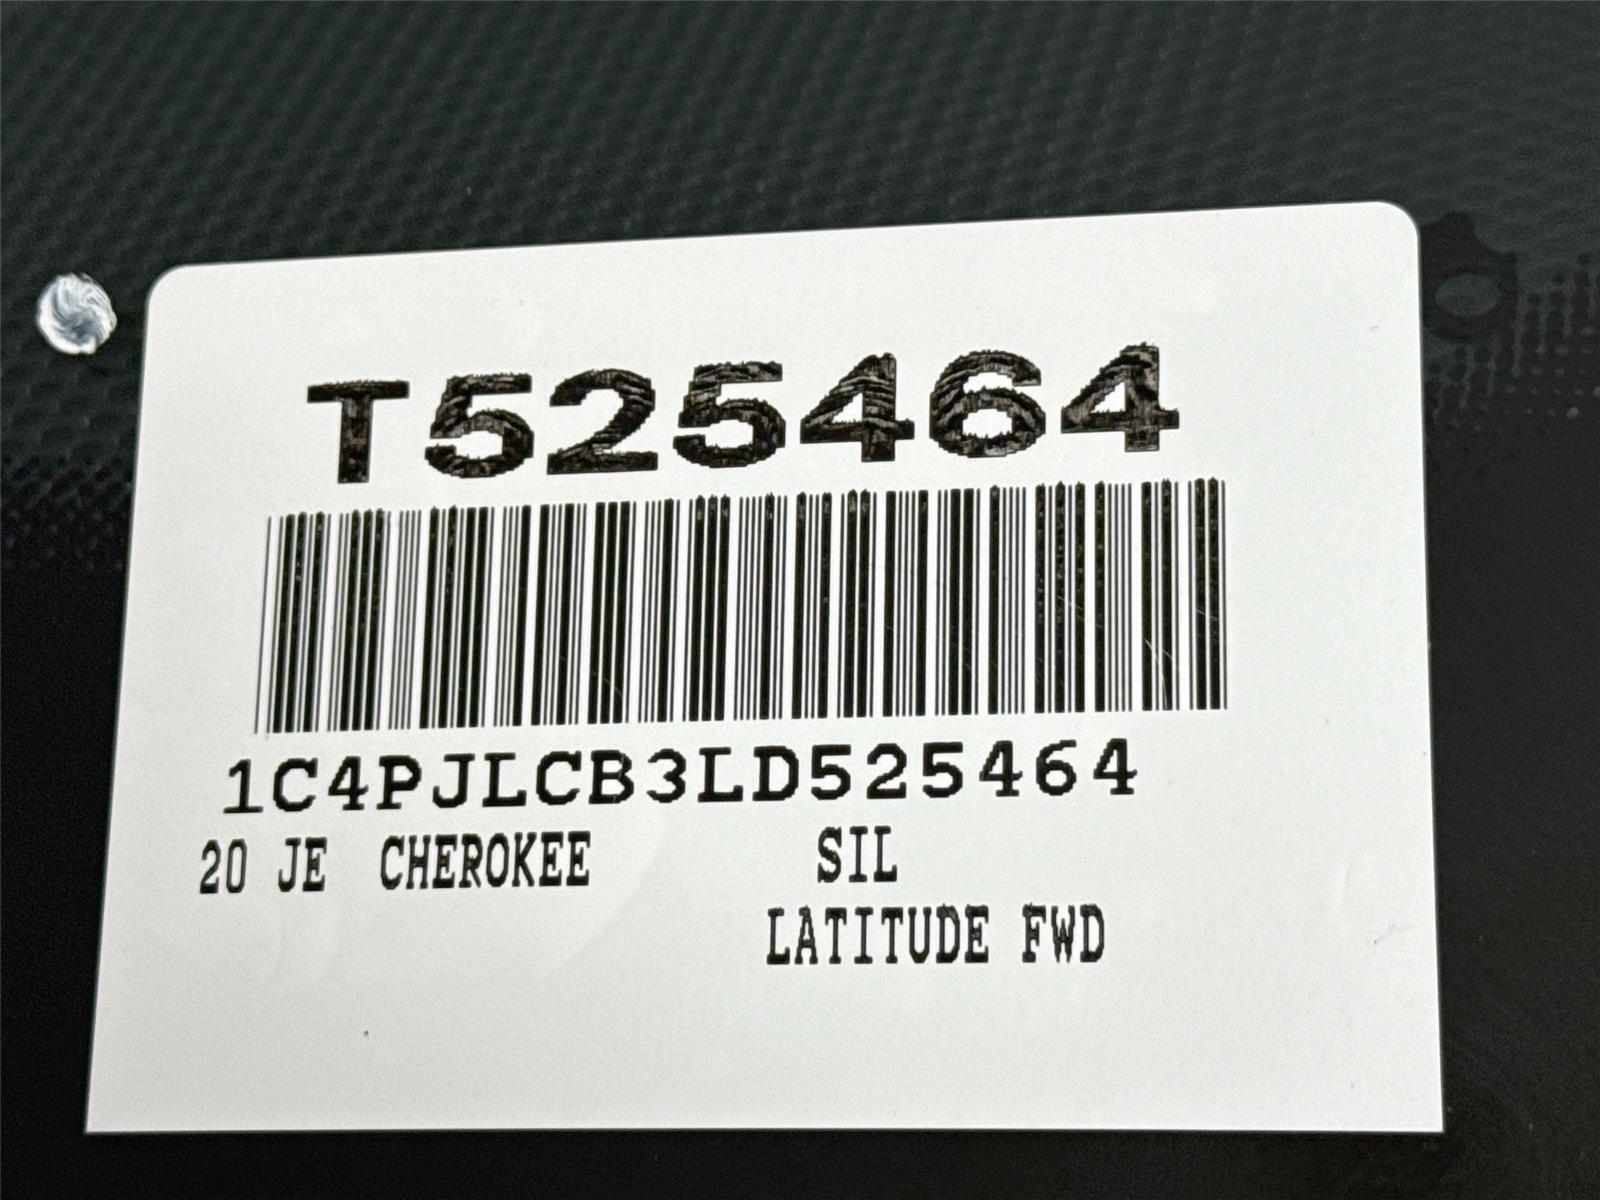 T525464
1C4PJLCB3LD525464
20 JE CHEROKEE SIL
LATITUDE FWD